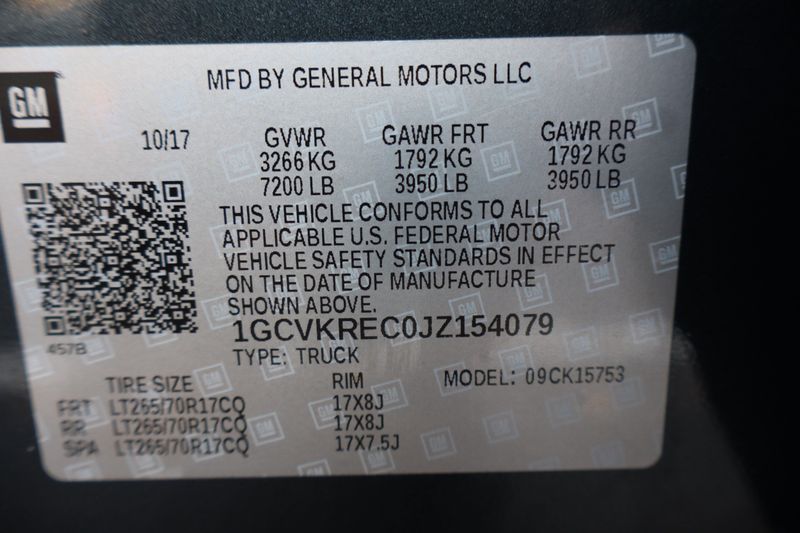 MFD BY GENERAL MOTORS LLC
GM
10/17 GVWR GAWR FRT GAWR RR
3266 KG 1792 KG 1792 KG
7200 LB 3950 LB 3950 LB
THIS VEHICLE CONFORMS TO ALL
APPLICABLE U.S. FEDERAL MOTOR
VEHICLE SAFETY STANDARDS IN EFFECT
ON THE DATE OF MANUFACTURE
SHOWN ABOVE.
1GCVKREC0JZ154079
457B
TYPE: TRUCK
TIRE SIZE RIM MODEL: 09CK15753
FRT LT265/70R17CQ 17X8J
RR LT265/70R17CQ 17X8J
SPA LT265/70R17CQ 17X7.5J